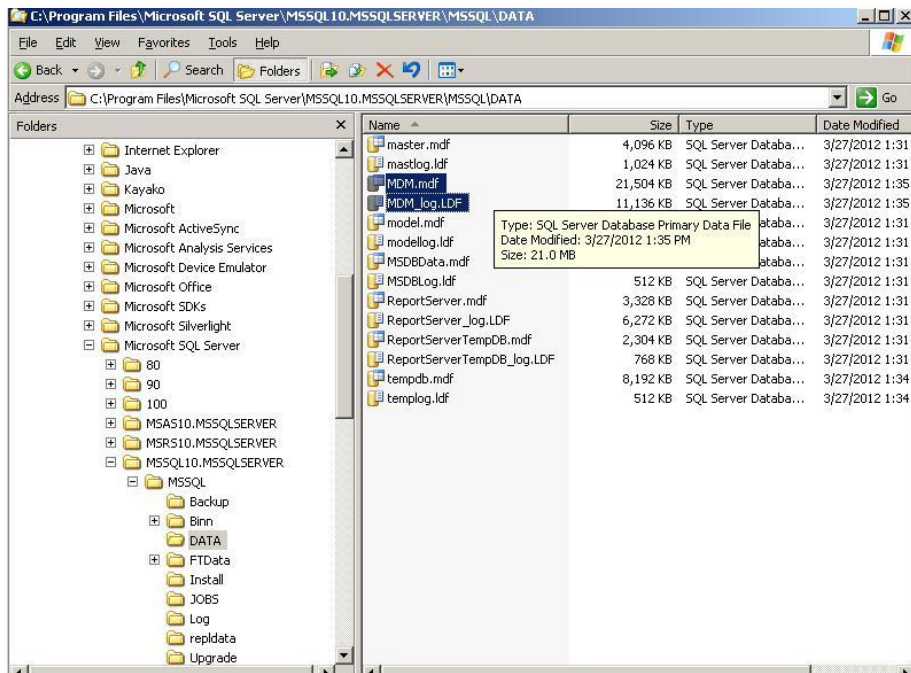 C:\Program Files\Microsoft SQL Server\MSSQL10.MSSQLSERVER\MSSQL\DATA
File Edit View Favorites Tools Help
Back Search Folders
Address C:\Program Files\Microsoft SQL Server\MSSQL10.MSSQLSERVER\MSSQL\DATA Go
Folders
Internet Explorer
Java
Kayako
Microsoft
Microsoft ActiveSync
Microsoft Analysis Services
Microsoft Device Emulator
Microsoft Office
Microsoft SDKs
Microsoft Silverlight
Microsoft SQL Server
80
90
100
MSAS10.MSSQLSERVER
MSRS10.MSSQLSERVER
MSSQL10.MSSQLSERVER
MSSQL
Backup
Binn
DATA
FTData
Install
JOBS
Log
repldata
Upgrade
Name Size Type Date Modified
master.mdf 4,096 KB SQL Server Databa... 3/27/2012 1:31
mastlog.ldf 1,024 KB SQL Server Databa... 3/27/2012 1:31
MDM.mdf 21,504 KB SQL Server Databa... 3/27/2012 1:35
MDM_log.LDF 11,136 KB SQL Server Databa... 3/27/2012 1:35
model.mdf ataba... 3/27/2012 1:31
modellog.ldf ataba... 3/27/2012 1:31
MSDBData.mdf ataba... 3/27/2012 1:31
MSDBLog.ldf 512 KB SQL Server Databa... 3/27/2012 1:31
ReportServer.mdf 3,328 KB SQL Server Databa... 3/27/2012 1:31
ReportServer_log.LDF 6,272 KB SQL Server Databa... 3/27/2012 1:31
ReportServerTempDB.mdf 2,304 KB SQL Server Databa... 3/27/2012 1:31
ReportServerTempDB_log.LDF 768 KB SQL Server Databa... 3/27/2012 1:31
tempdb.mdf 8,192 KB SQL Server Databa... 3/27/2012 1:34
templog.ldf 512 KB SQL Server Databa... 3/27/2012 1:34
Type: SQL Server Database Primary Data File
Date Modified: 3/27/2012 1:35 PM
Size: 21.0 MB